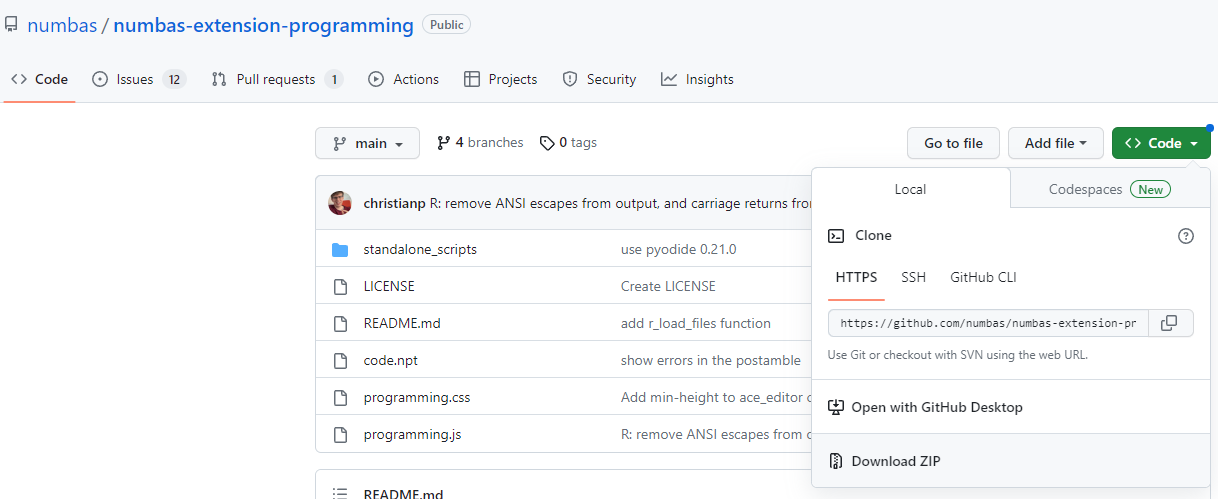 numbas / numbas-extension-programming Public
Code Issues 12 Pull requests 1 Actions Projects Security Insights
main 4 branches 0 tags Go to file Add file Code
christianp R: remove ANSI escapes from output, and carriage returns from
standalone_scripts use pyodide 0.21.0
LICENSE Create LICENSE
README.md add r_load_files function
code.npt show errors in the postamble
programming.css Add min-height to ace_editor
programming.js R: remove ANSI escapes from
README.md
Local Codespaces New
Clone
HTTPS SSH GitHub CLI
https://github.com/numbas/numbas-extension-pr
Use Git or checkout with SVN using the web URL.
Open with GitHub Desktop
Download ZIP